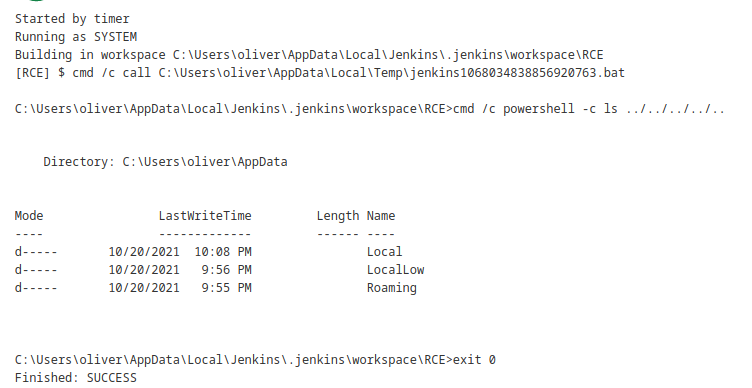 Started by timer
Running as SYSTEM
Building in workspace C:\Users\oliver\AppData\Local\Jenkins\.jenkins\workspace\RCE
[RCE] $ cmd /c call C:\Users\oliver\AppData\Local\Temp\jenkins1068034838856920763.bat
C:\Users\oliver\AppData\Local\Jenkins\.jenkins\workspace\RCE>cmd /c powershell -c ls ../../../../..
Directory: C:\Users\oliver\AppData
Mode LastWriteTime Length Name
---- ------------- ------ ----
d----- 10/20/2021 10:08 PM Local
d----- 10/20/2021 9:56 PM LocalLow
d----- 10/20/2021 9:55 PM Roaming
C:\Users\oliver\AppData\Local\Jenkins\.jenkins\workspace\RCE>exit 0
Finished: SUCCESS